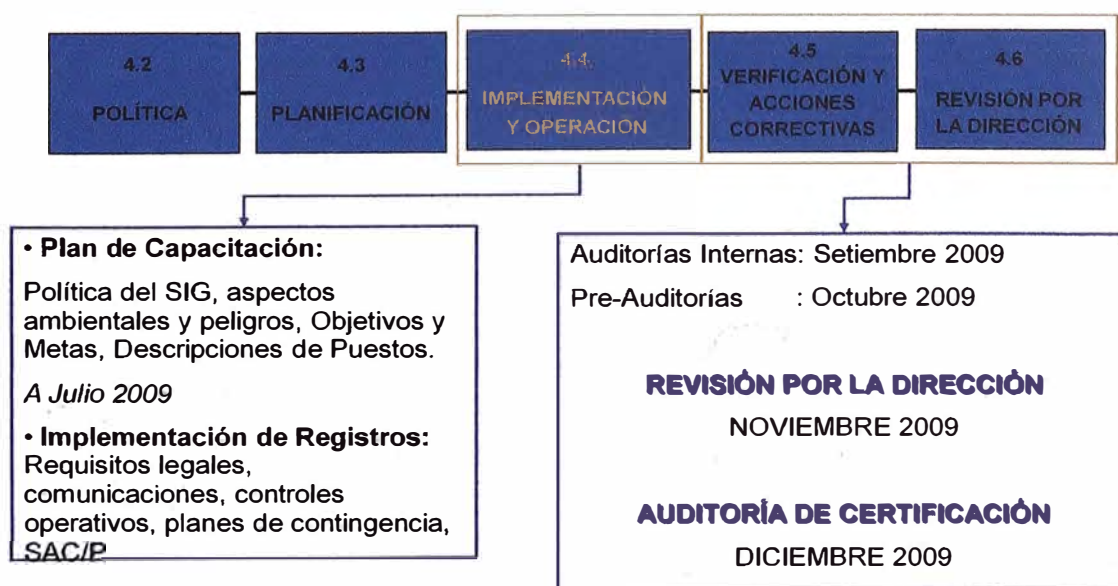 4.2
POLÍTICA
4.3
PLANIFICACIÓN
4.4.
IMPLEMENTACIÓN
Y OPERACIÓN
4.5
VERIFICACIÓN Y
ACCIONES
CORRECTIVAS
4.6
REVISIÓN POR
LA DIRECCIÓN
• Plan de Capacitación:
Política del SIG, aspectos
ambientales y peligros, Objetivos y
Metas, Descripciones de Puestos.
A Julio 2009
• Implementación de Registros:
Requisitos legales,
comunicaciones, controles
operativos, planes de contingencia,
SAC/P
Auditorías Internas: Setiembre 2009
Pre-Auditorías : Octubre 2009
REVISIÓN POR LA DIRECCIÓN
NOVIEMBRE 2009
AUDITORÍA DE CERTIFICACIÓN
DICIEMBRE 2009